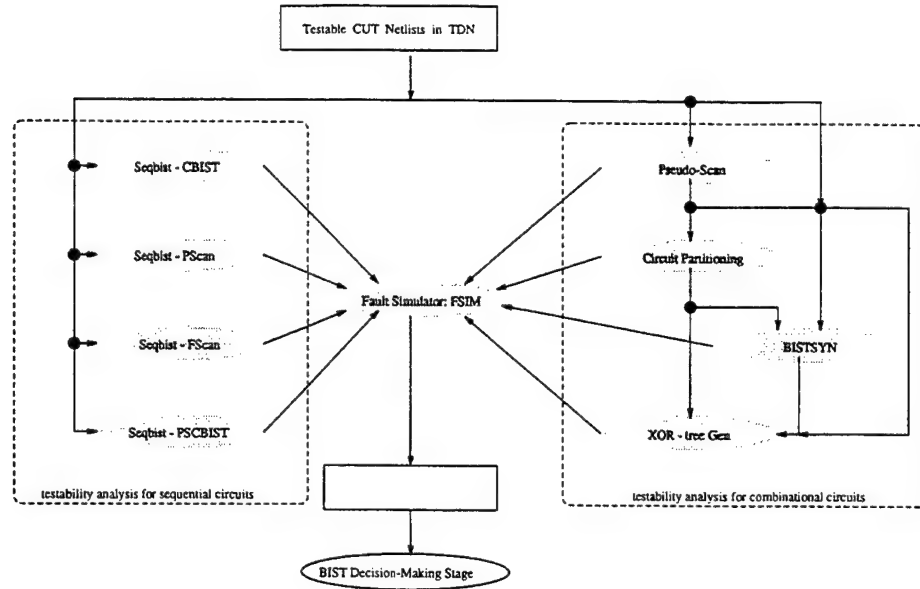 Testable CUT Netlists in TDN
Seqbist - CBIST
Pseudo-Scan
Seqbist - PScan
Circuit Partitioning
Fault Simulator: FSIM
Seqbist - FScan
BISTSYN
Seqbist - PSCBIST
XOR - tree Gen
testability analysis for sequential circuits
testability analysis for combinational circuits
BIST Decision-Making Stage